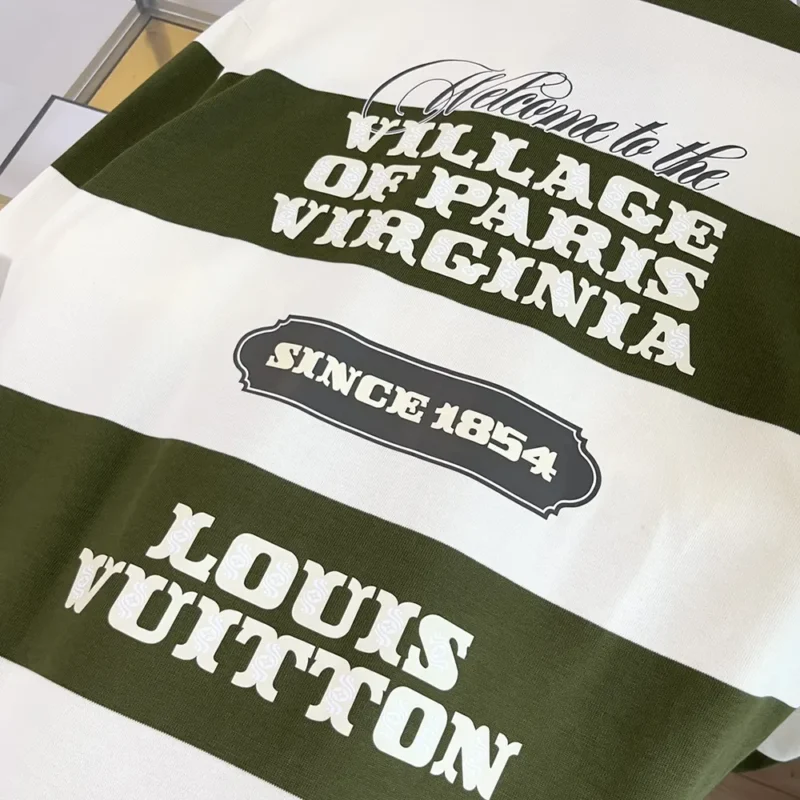 Welcome to the
VILLAGE
OF PARIS
VIRGINIA
SINCE 1854
LOUIS
VUITTON